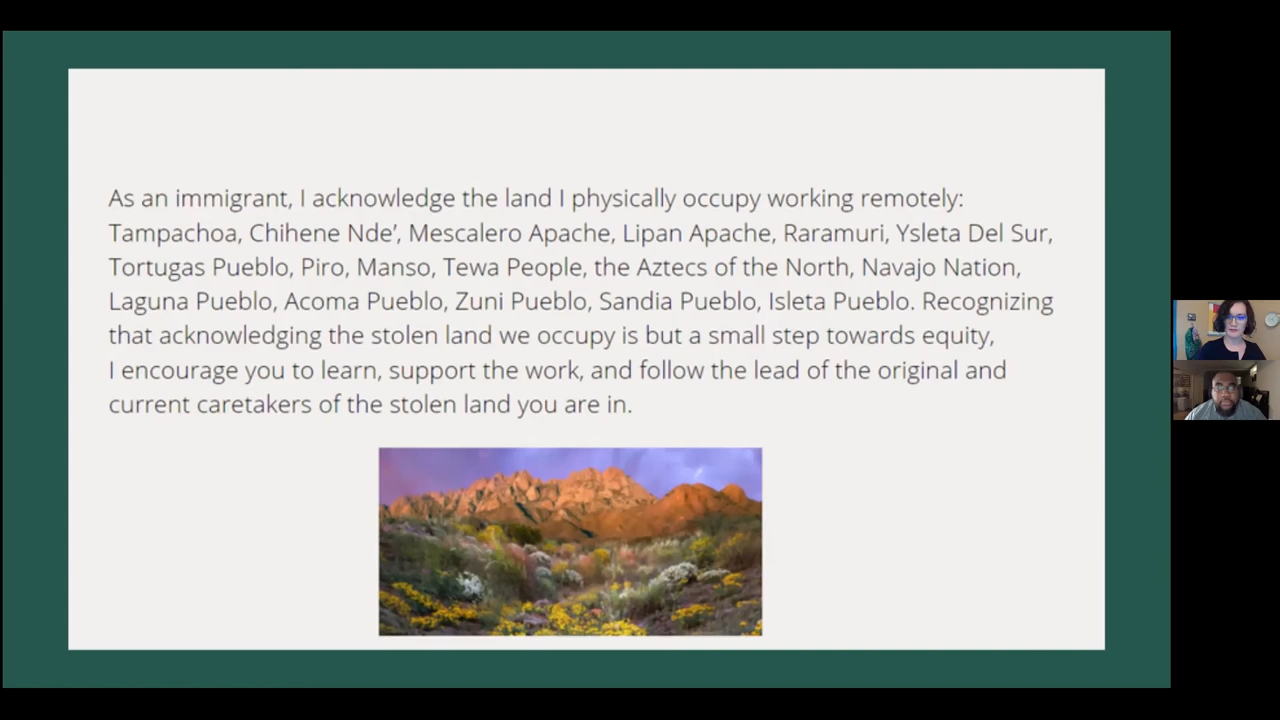 As an immigrant, I acknowledge the land I physically occupy working remotely:
Tampachoa, Chihene Nde’, Mescalero Apache, Lipan Apache, Raramuri, Ysleta Del Sur,
Tortugas Pueblo, Piro, Manso, Tewa People, the Aztecs of the North, Navajo Nation,
Laguna Pueblo, Acoma Pueblo, Zuni Pueblo, Sandia Pueblo, Isleta Pueblo. Recognizing
that acknowledging the stolen land we occupy is but a small step towards equity,
I encourage you to learn, support the work, and follow the lead of the original and
current caretakers of the stolen land you are in.